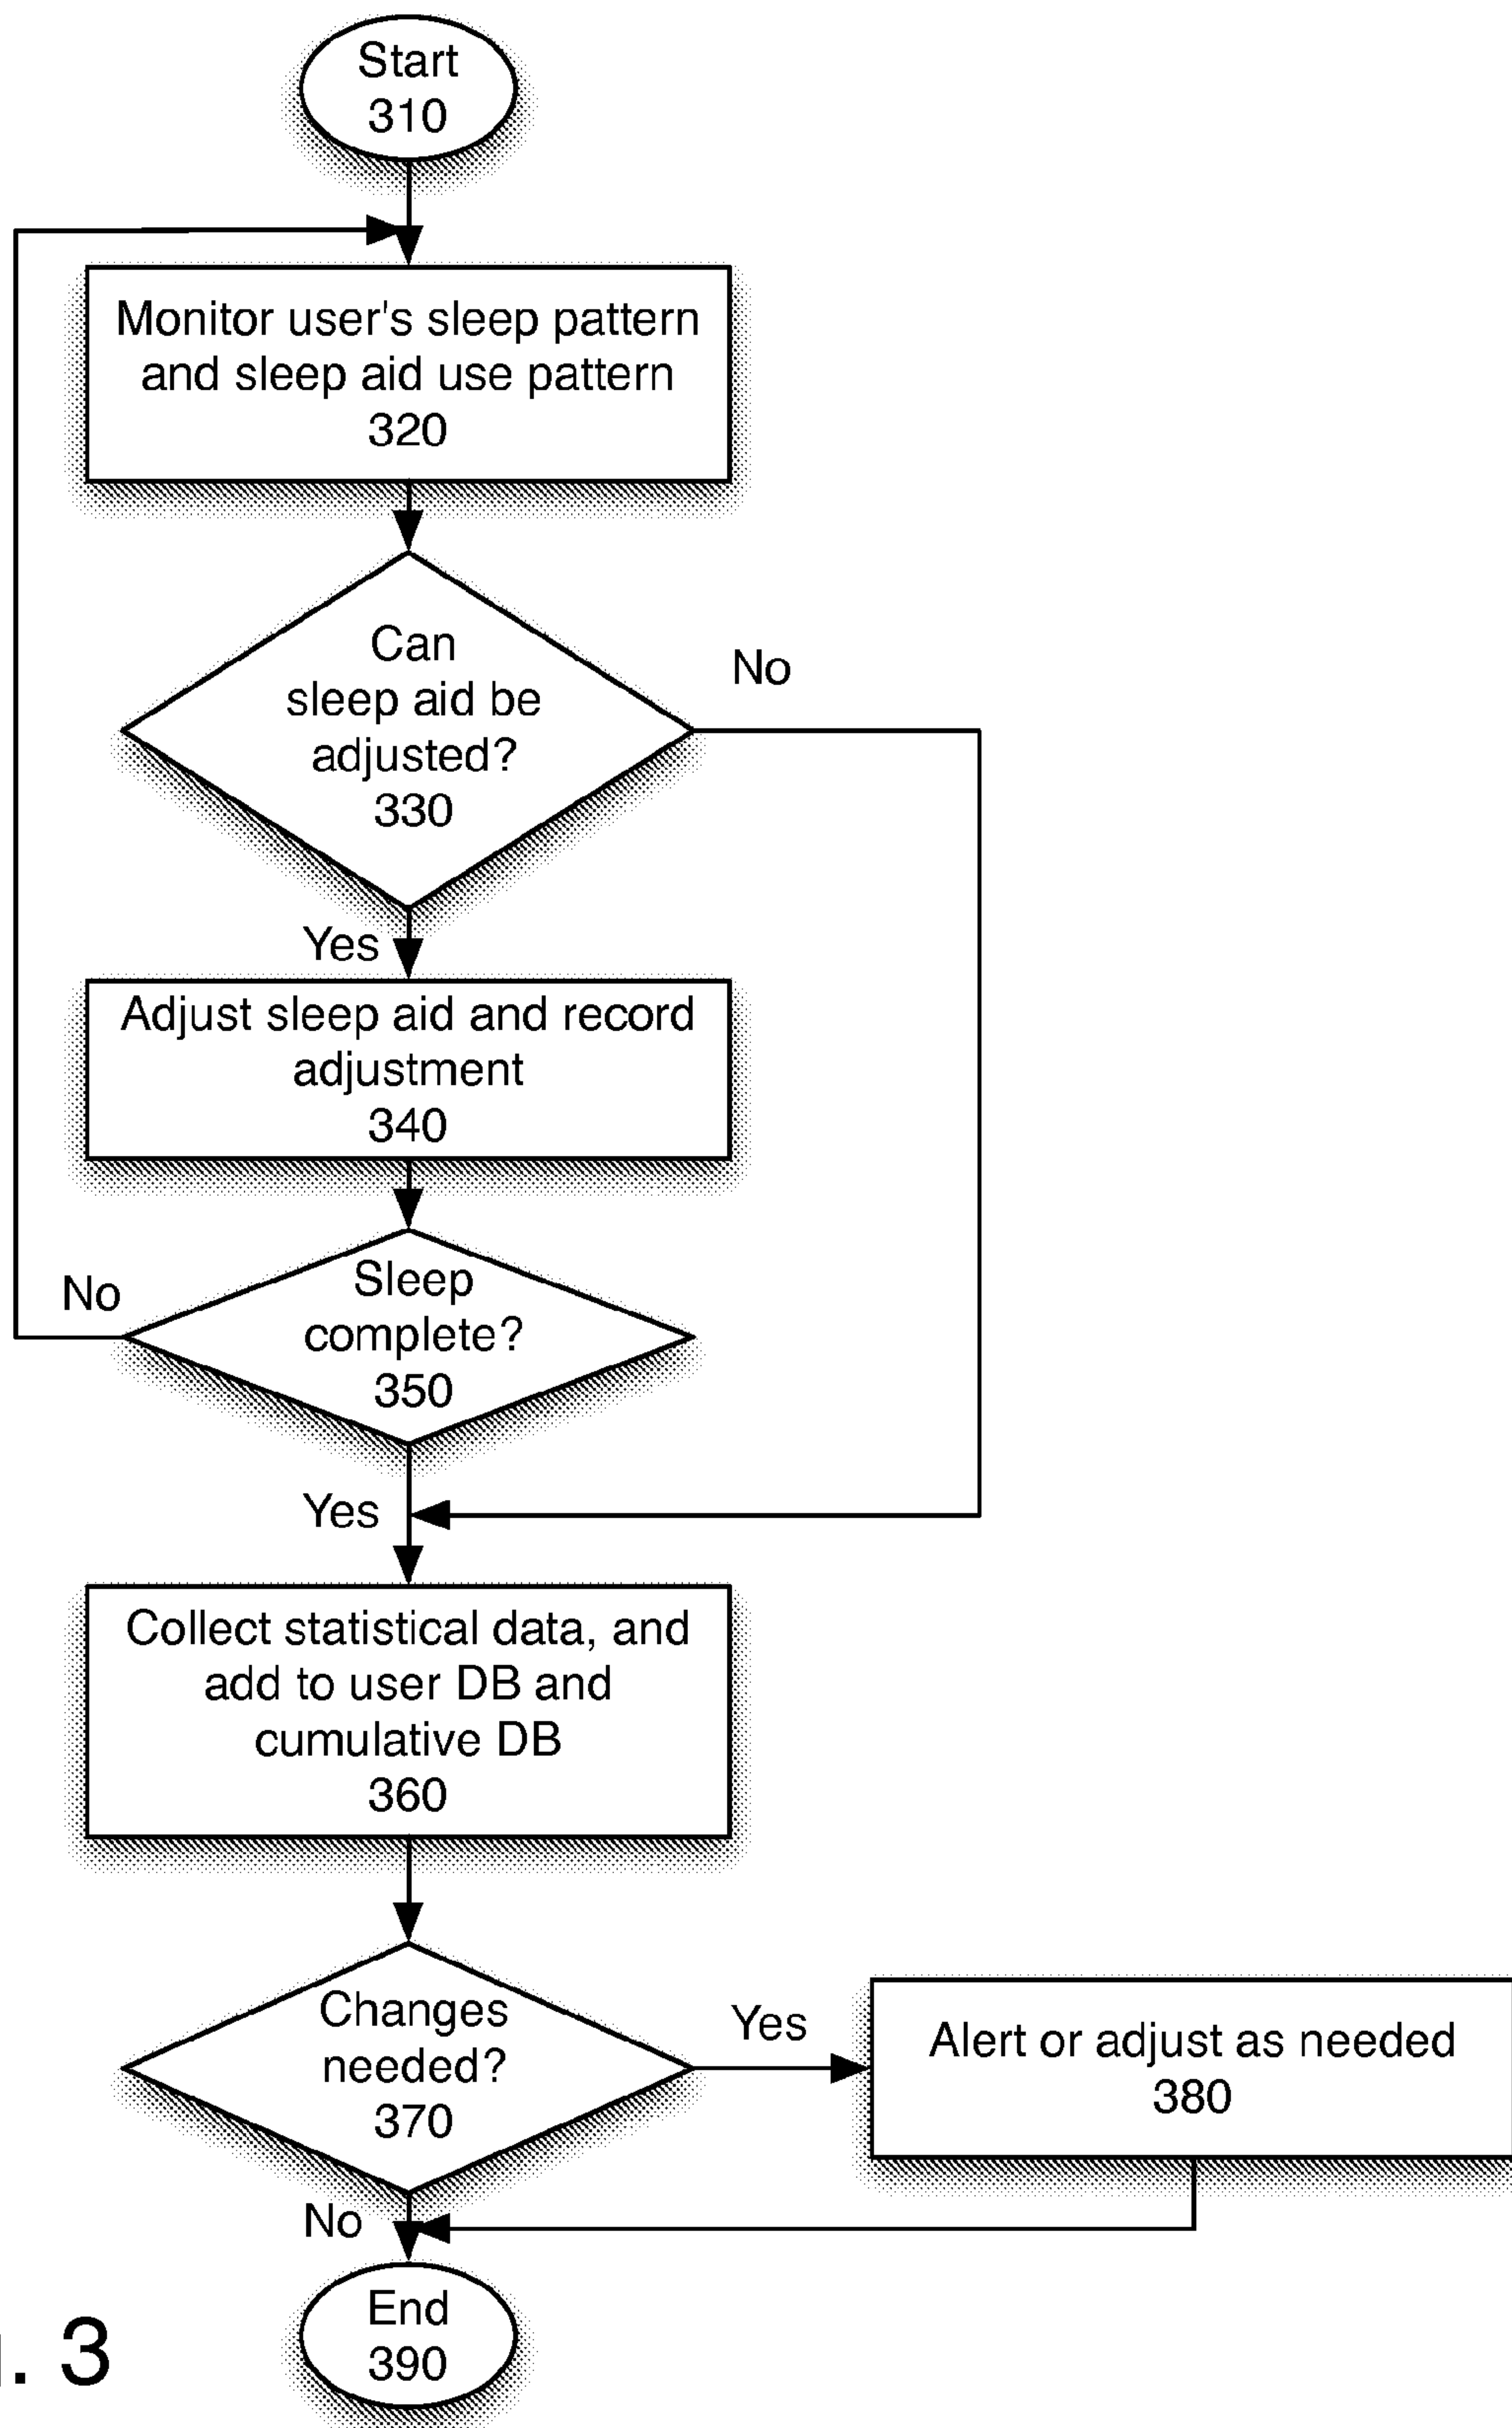 Start
310
Monitor user's sleep pattern
and sleep aid use pattern
320
Can
sleep aid be
adjusted?
330
No
Yes
Adjust sleep aid and record
adjustment
340
Sleep
complete?
350
No
Yes
Collect statistical data, and
add to user DB and
cumulative DB
360
Changes
needed?
370
Yes
Alert or adjust as needed
380
No
End
390
. 3